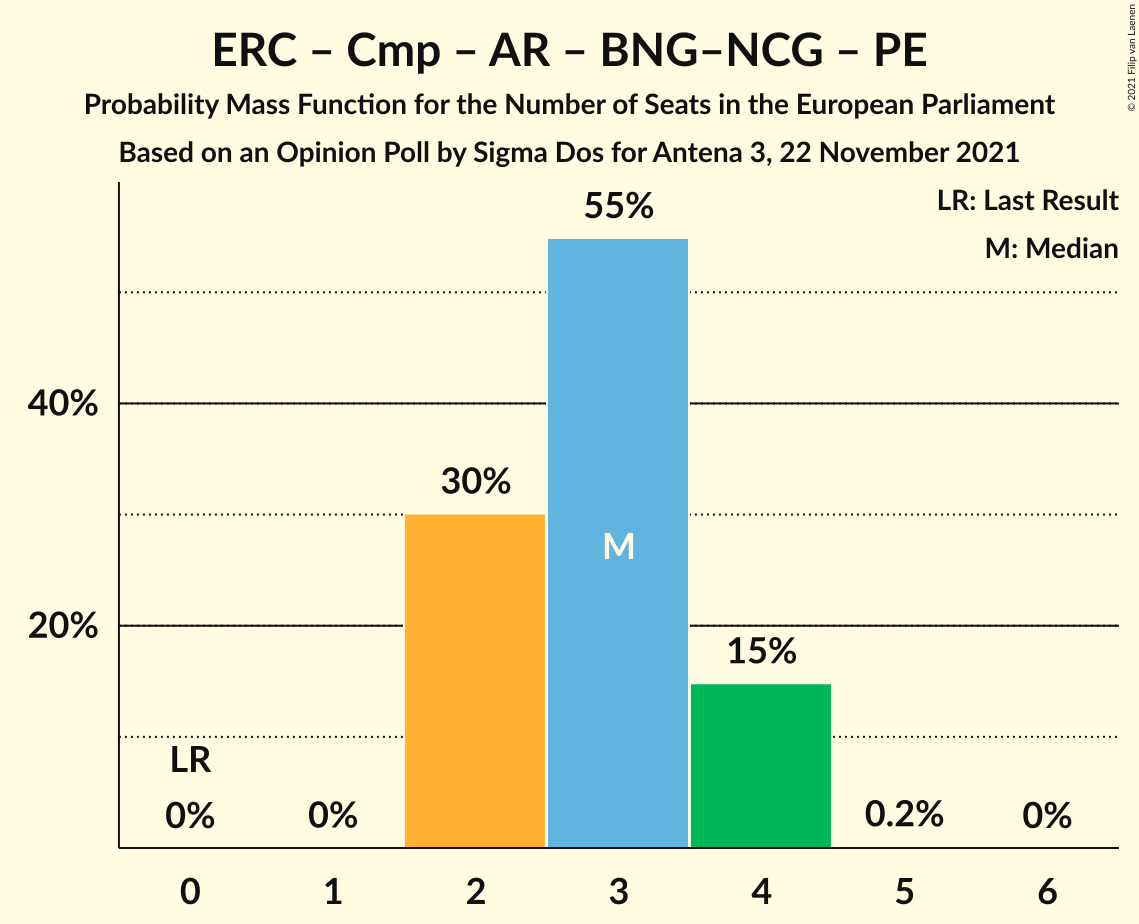 ERC – Cmp – AR – BNG–NCG – PE
Probability Mass Function for the Number of Seats in the European Parliament
Based on an Opinion Poll by Sigma Dos for Antena 3, 22 November 2021
© 2021 Filip van Laenen
LR: Last Result
M: Median
55%
40%
30%
M
20%
15%
LR
0%
0%
0.2%
0%
0 1 2 3 4 5 6